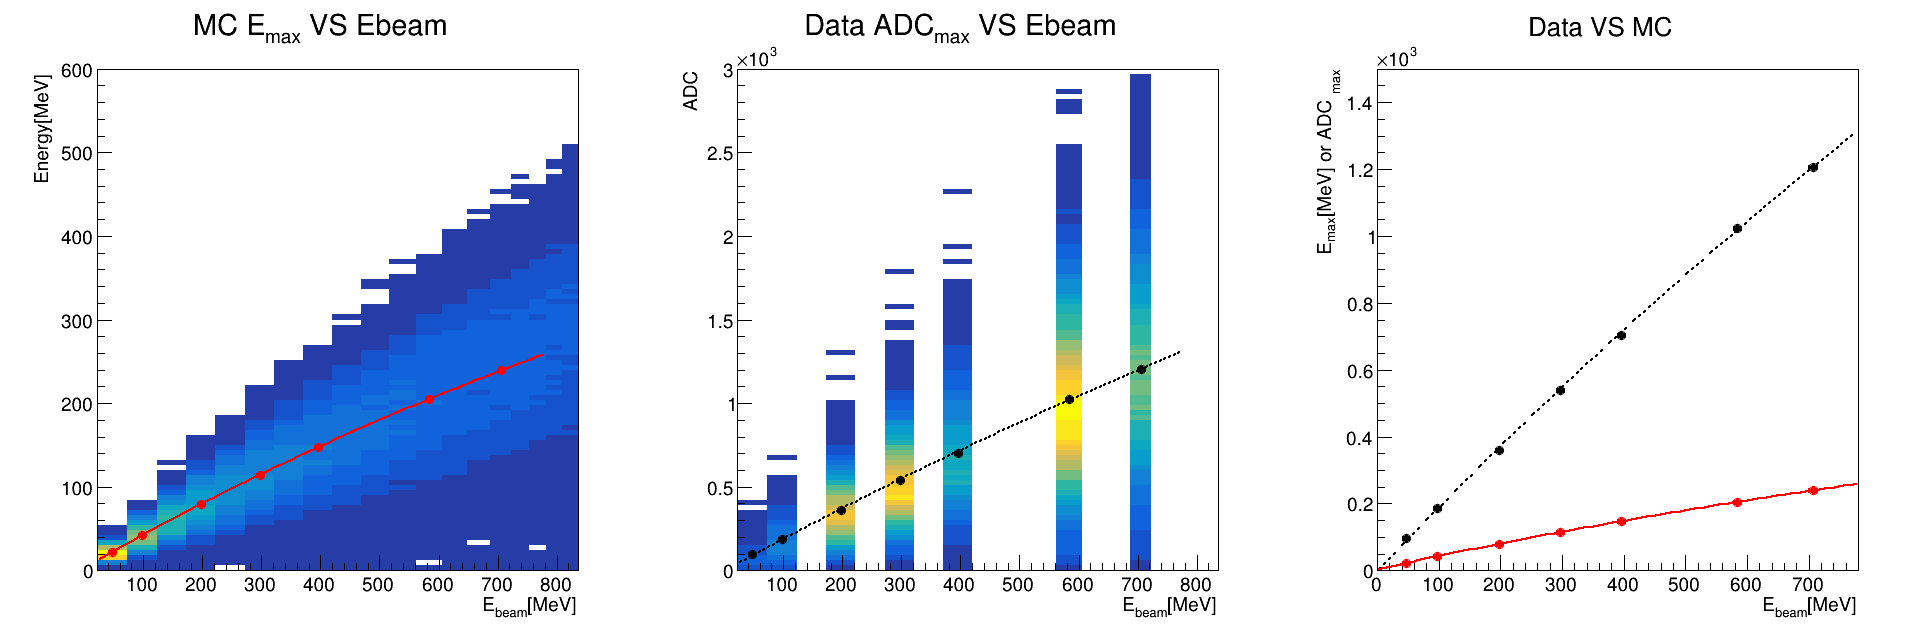 MC Emax VS Ebeam
Energy[MeV]
600
500
400
300
200
100
0
100 200 300 400 500 600 700 800
Ebeam[MeV]
Data ADCmax VS Ebeam
×10³
ADC
3
2.5
2
1.5
1
0.5
0
100 200 300 400 500 600 700 800
Ebeam[MeV]
Data VS MC
×10³
Emax[MeV] or ADCmax
1.4
1.2
1
0.8
0.6
0.4
0.2
0
0 100 200 300 400 500 600 700
Ebeam[MeV]